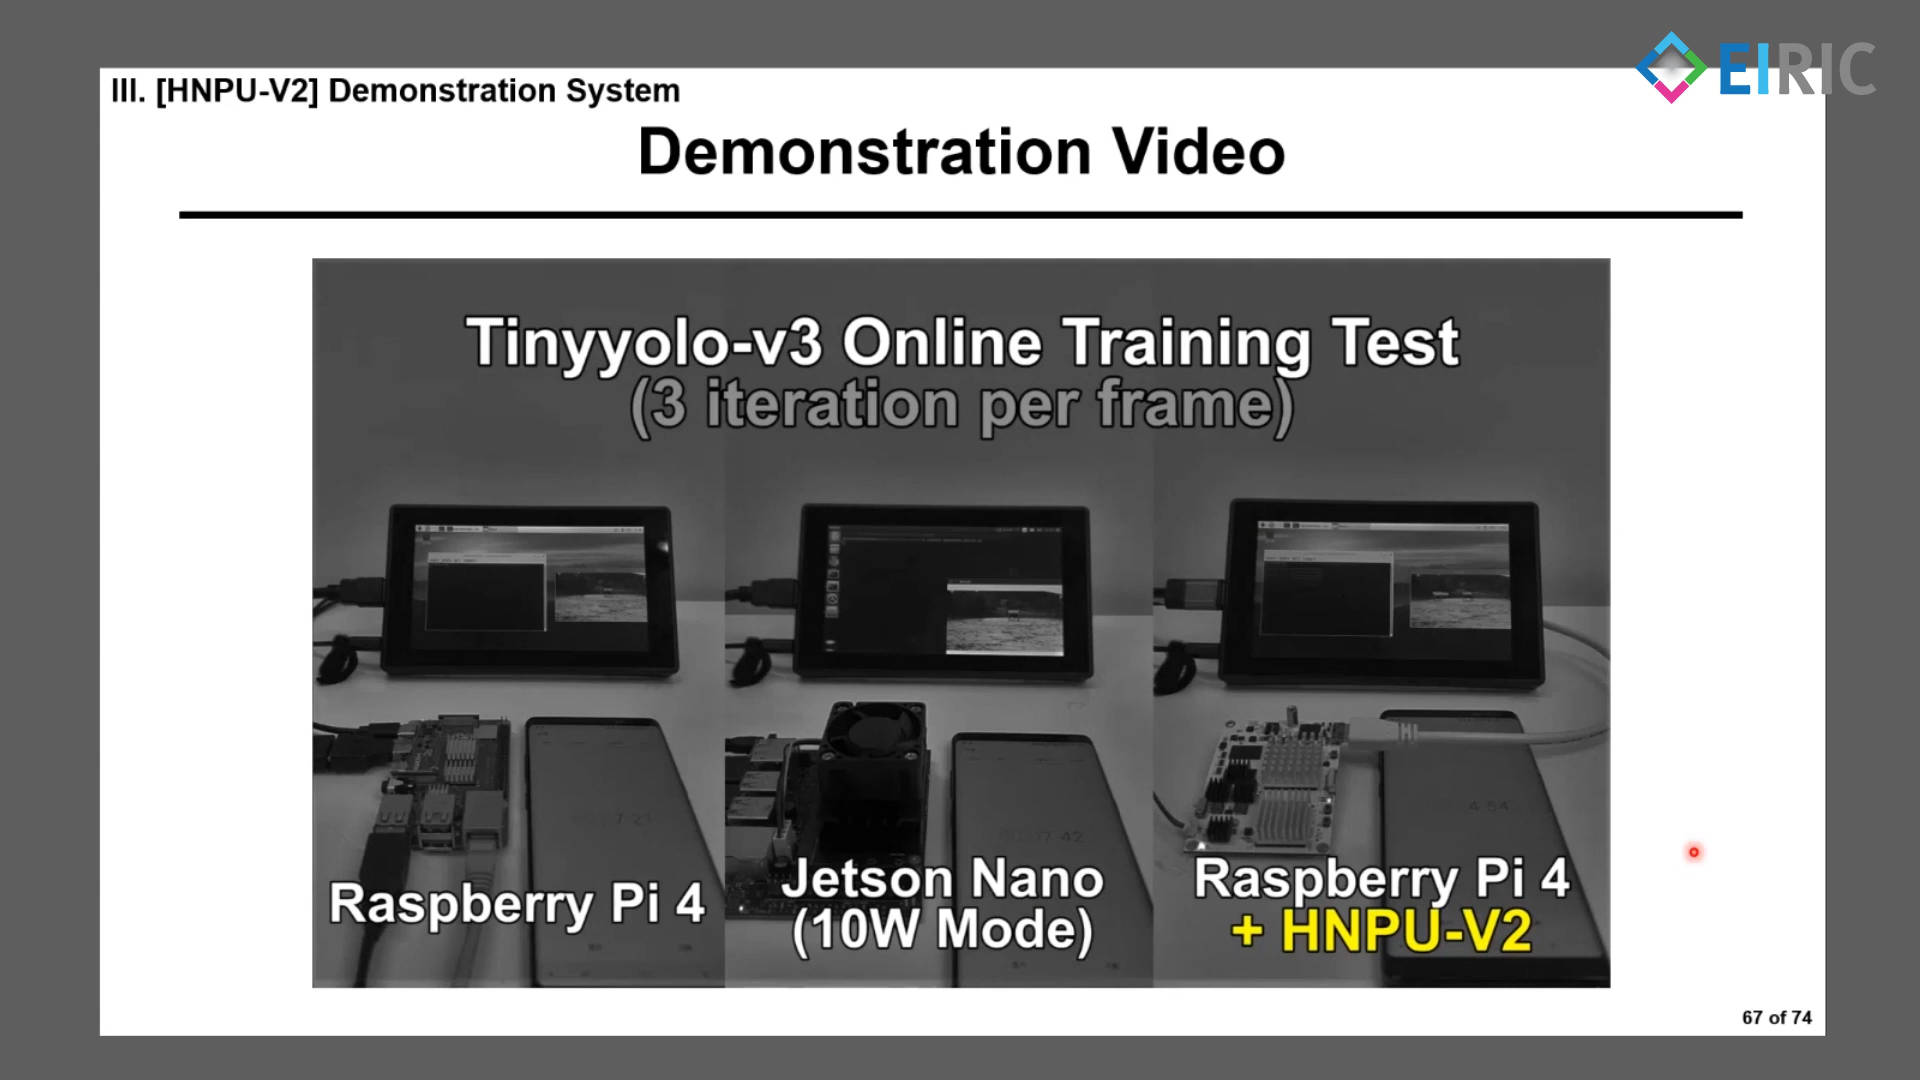 EIRIC
III. [HNPU-V2] Demonstration System
Demonstration Video
Tinyyolo-v3 Online Training Test
(3 iteration per frame)
Raspberry Pi 4
Jetson Nano
(10W Mode)
Raspberry Pi 4
+ HNPU-V2
67 of 74